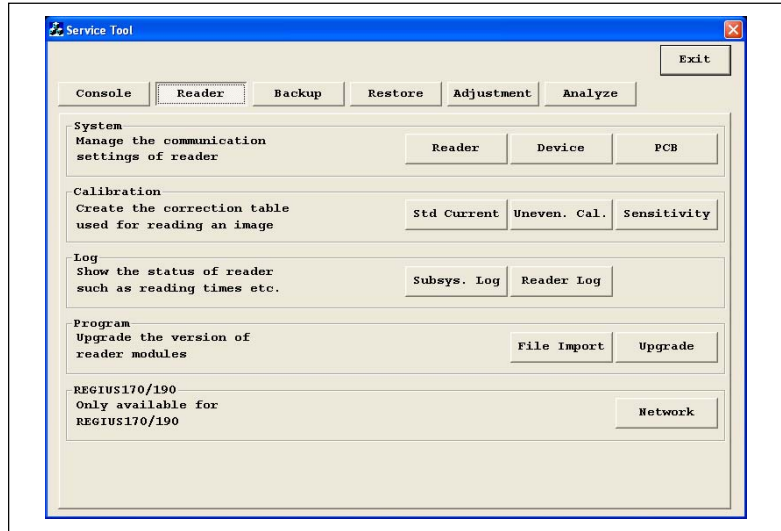 Service Tool
Exit
Console Reader Backup Restore Adjustment Analyze
System
Manage the communication
settings of reader
Reader Device PCB
Calibration
Create the correction table
used for reading an image
Std Current Uneven. Cal. Sensitivity
Log
Show the status of reader
such as reading times etc.
Subsys. Log Reader Log
Program
Upgrade the version of
reader modules
File Import Upgrade
REGIUS170/190
Only available for
REGIUS170/190
Network